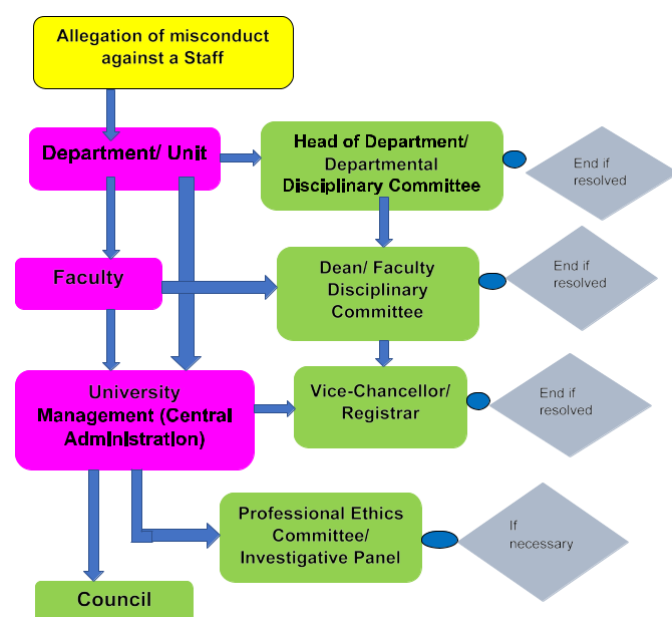 Allegation of misconduct
against a Staff
Department/ Unit
Head of Department/
Departmental
Disciplinary Committee
End if
resolved
Faculty
Dean/ Faculty
Disciplinary
Committee
End if
resolved
University
Management (Central
Administration)
Vice-Chancellor/
Registrar
End if
resolved
Professional Ethics
Committee/
Investigative Panel
If
necessary
Council